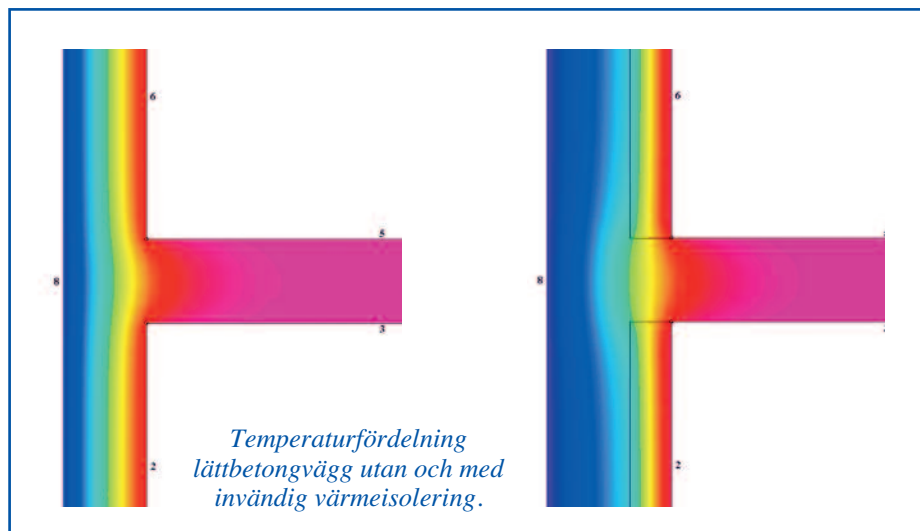 6
6
5
8
8
3
2
2
Temperaturfördelning
lättbetongvägg utan och med
invändig värmeisolering.